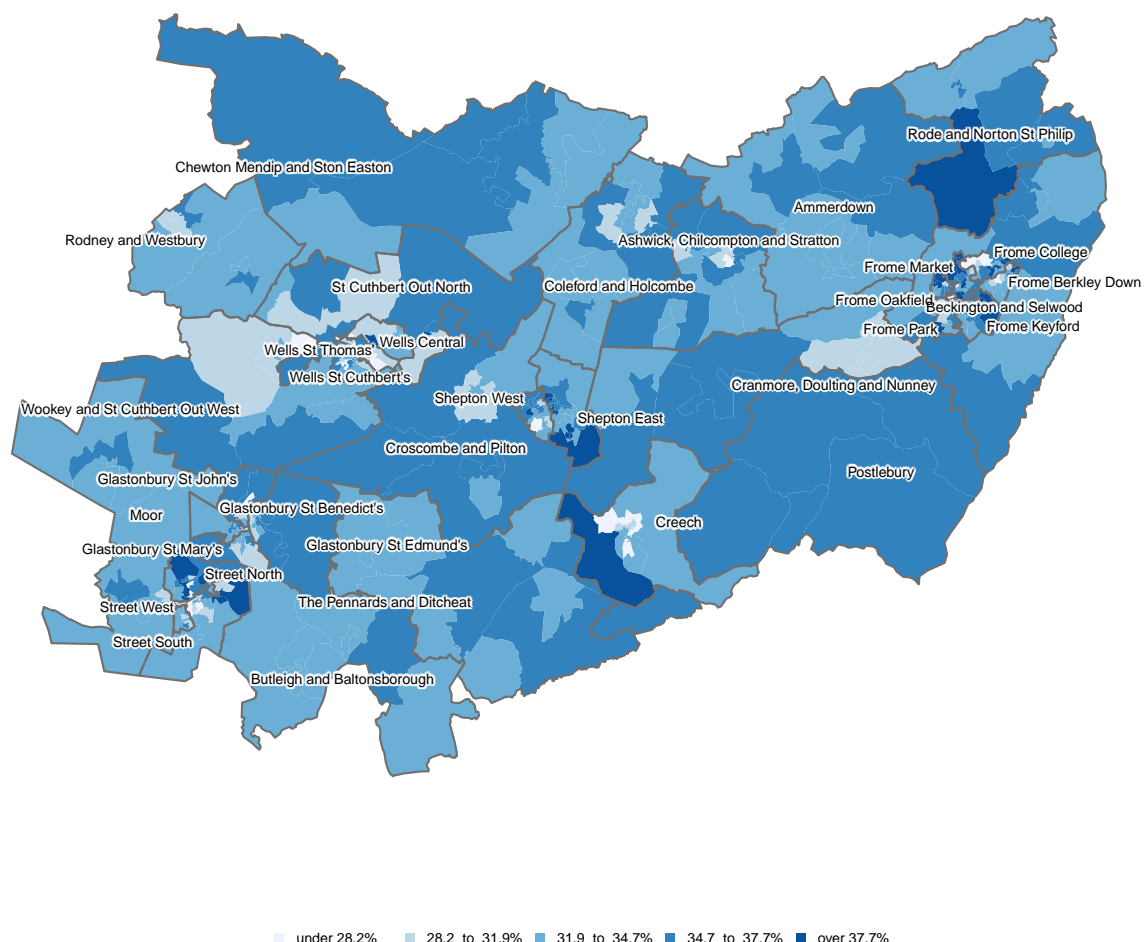 Rode and Norton St Philip
Chewton Mendip and Ston Easton
Ammerdown
Rodney and Westbury
Ashwick, Chilcompton and Stratton
Frome College
Frome Market
Frome Berkley Down
St Cuthbert Out North
Coleford and Holcombe
Frome Oakfield
Beckington and Selwood
Frome Park
Frome Keyford
Wells Central
Wells St Thomas'
Wells St Cuthbert's
Cranmore, Doulting and Nunney
Shepton West
Wookey and St Cuthbert Out West
Shepton East
Croscombe and Pilton
Postlebury
Glastonbury St John's
Glastonbury St Benedict's
Moor
Creech
Glastonbury St Edmund's
Glastonbury St Mary's
Street North
The Pennards and Ditcheat
Street West
Street South
Butleigh and Baltonsborough
under 28.2% 28.2 to 31.9% 31.9 to 34.7% 34.7 to 37.7% over 37.7%